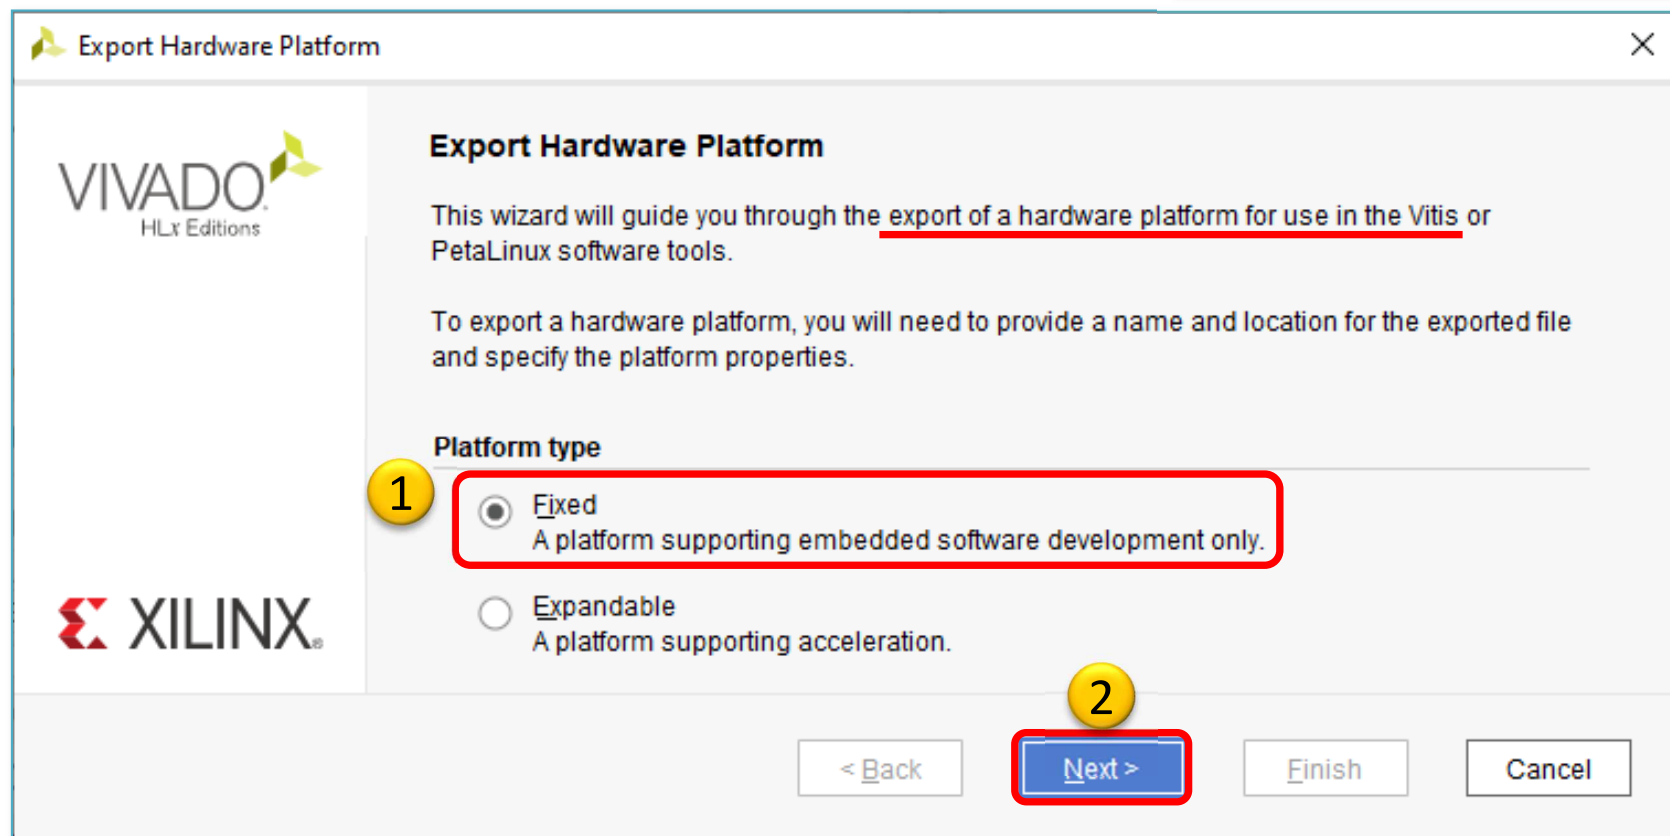 Export Hardware Platform
VIVADO
HLx Editions
Export Hardware Platform
This wizard will guide you through the export of a hardware platform for use in the Vitis or
PetaLinux software tools.
To export a hardware platform, you will need to provide a name and location for the exported file
and specify the platform properties.
Platform type
1
Fixed
A platform supporting embedded software development only.
Expandable
A platform supporting acceleration.
XILINX
2
< Back
Next >
Finish
Cancel